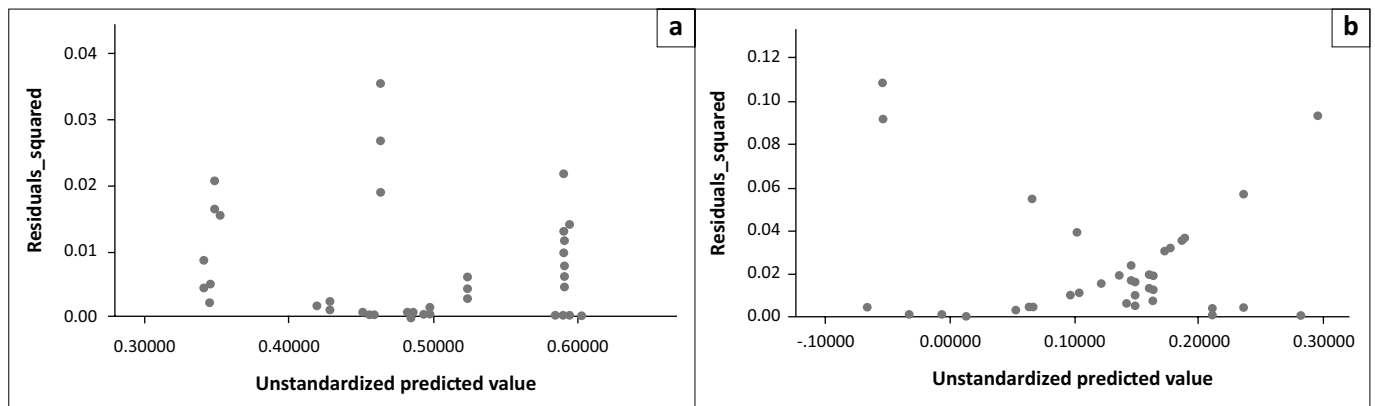 a
0.04
0.03
0.02
0.01
0.00
Residuals_squared
0.30000 0.40000 0.50000 0.60000
Unstandardized predicted value
b
0.12
0.10
0.08
0.06
0.04
0.02
0.00
Residuals_squared
-.10000 0.00000 0.10000 0.20000 0.30000
Unstandardized predicted value